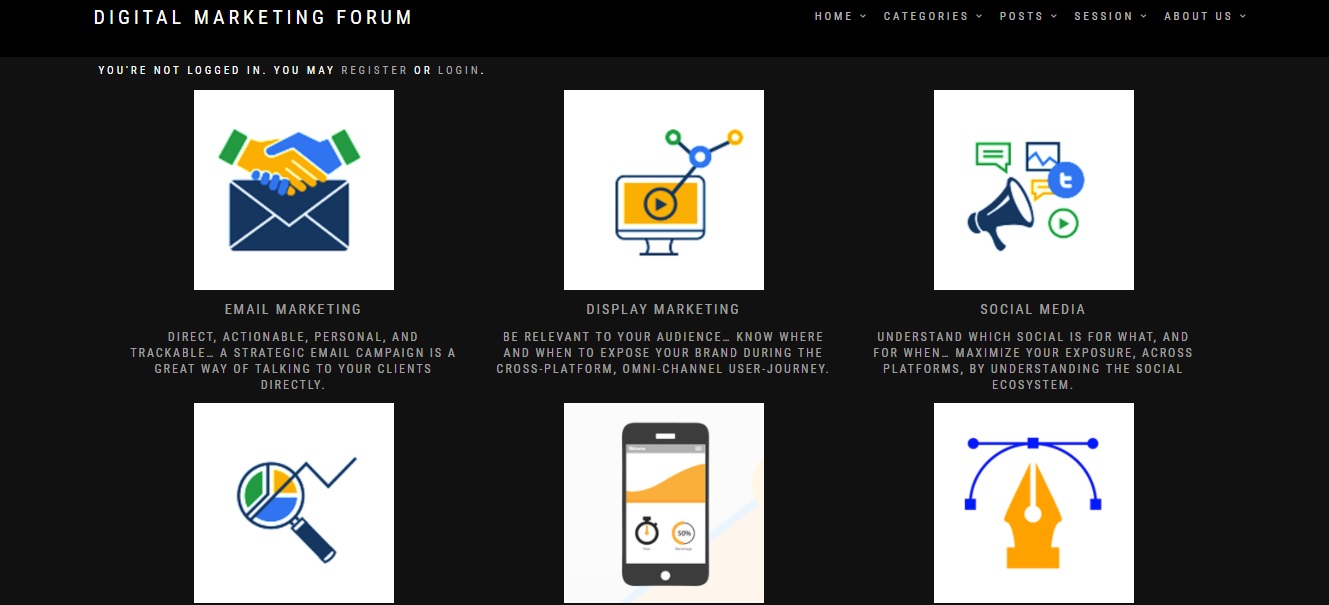 DIGITAL MARKETING FORUM
HOME CATEGORIES POSTS SESSION ABOUT US
YOU'RE NOT LOGGED IN. YOU MAY REGISTER OR LOGIN.
EMAIL MARKETING
DIRECT, ACTIONABLE, PERSONAL, AND
TRACKABLE… A STRATEGIC EMAIL CAMPAIGN IS A
GREAT WAY OF TALKING TO YOUR CLIENTS
DIRECTLY.
DISPLAY MARKETING
BE RELEVANT TO YOUR AUDIENCE… KNOW WHERE
AND WHEN TO EXPOSE YOUR BRAND DURING THE
CROSS-PLATFORM, OMNI-CHANNEL USER-JOURNEY.
SOCIAL MEDIA
UNDERSTAND WHICH SOCIAL IS FOR WHAT, AND
FOR WHEN… MAXIMIZE YOUR EXPOSURE, ACROSS
PLATFORMS, BY UNDERSTANDING THE SOCIAL
ECOSYSTEM.
Welcome
50%